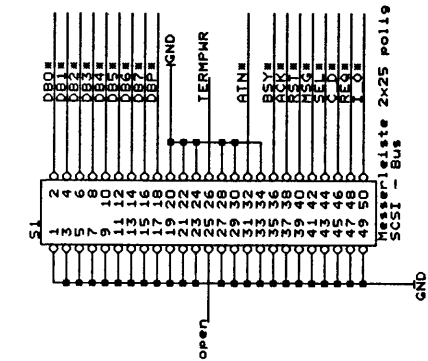 DB0*
DB1*
DB2*
DB3*
DB4*
DB5*
DB6*
DB7*
DBP*
GND
TERMPWR
ATN*
BSY*
ACK*
RST*
MSG*
SEL*
C_D*
REQ*
I_O*
S1
2 4 6 8 10 12 14 16 18 20 22 24 26 28 30 32 34 36 38 40 42 44 46 48 50
1 3 5 7 9 11 13 15 17 19 21 23 25 27 29 31 33 35 37 39 41 43 45 47 49
Messerleiste 2x25 polig
SCSI - Bus
open
GND